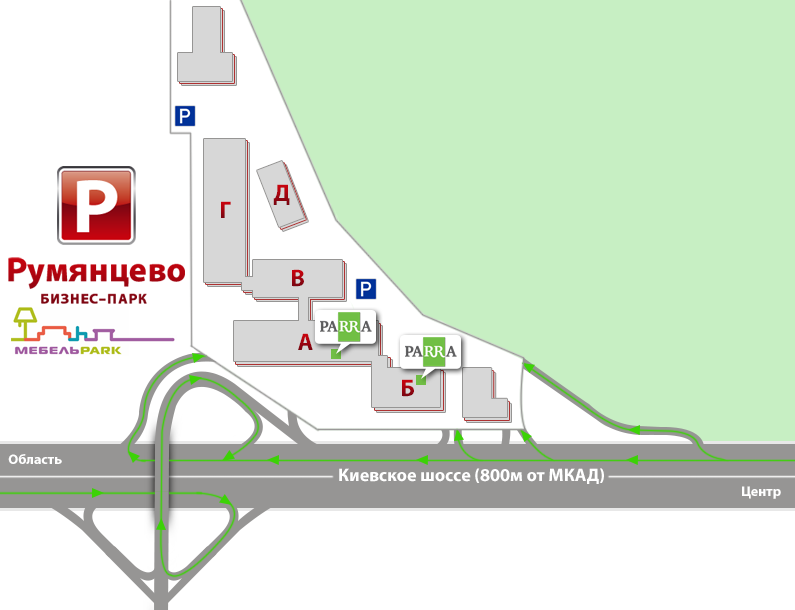 P
Г
Д
P
Румянцево
БИЗНЕС-ПАРК
МЕБЕЛЬPARK
В
P
А
PARRA
PARRA
Б
Область
Киевское шоссе (800м от МКАД)
Центр